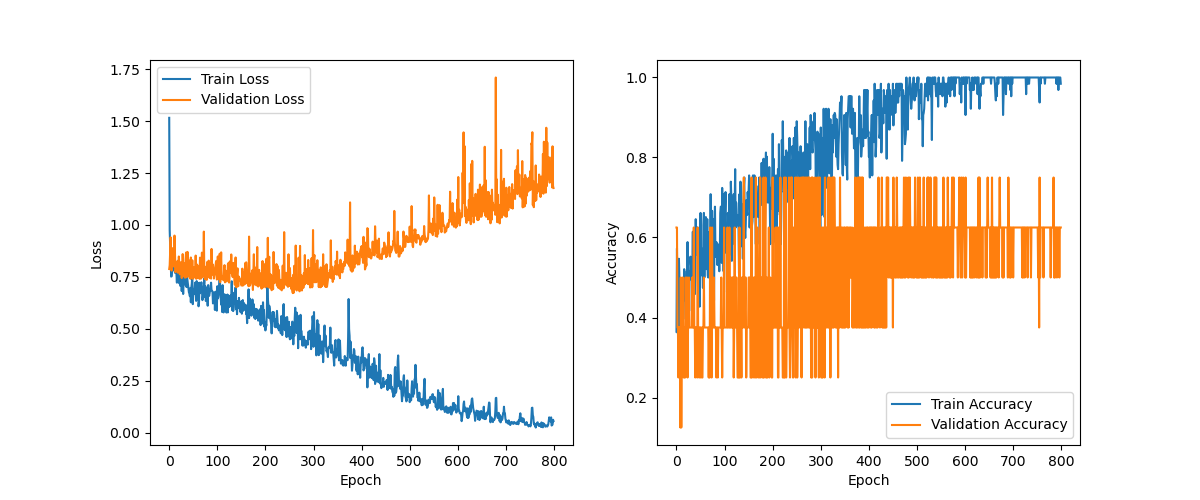 1.75
1.50
1.25
1.00
0.75
0.50
0.25
0.00
Loss
0 100 200 300 400 500 600 700 800
Epoch
Train Loss
Validation Loss
1.0
0.8
0.6
0.4
0.2
Accuracy
0 100 200 300 400 500 600 700 800
Epoch
Train Accuracy
Validation Accuracy